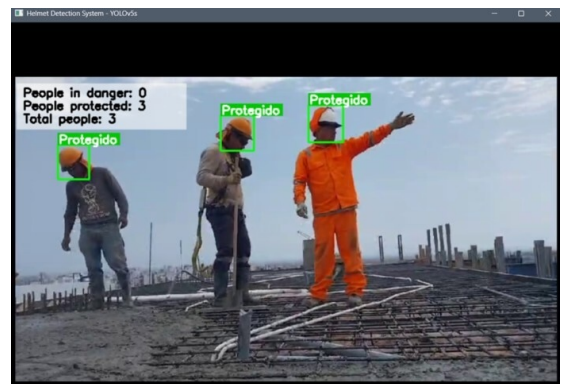 Helmet Detection System - YOLOv5s
People in danger: 0
People protected: 3
Total people: 3
Protegido
Protegido
Protegido